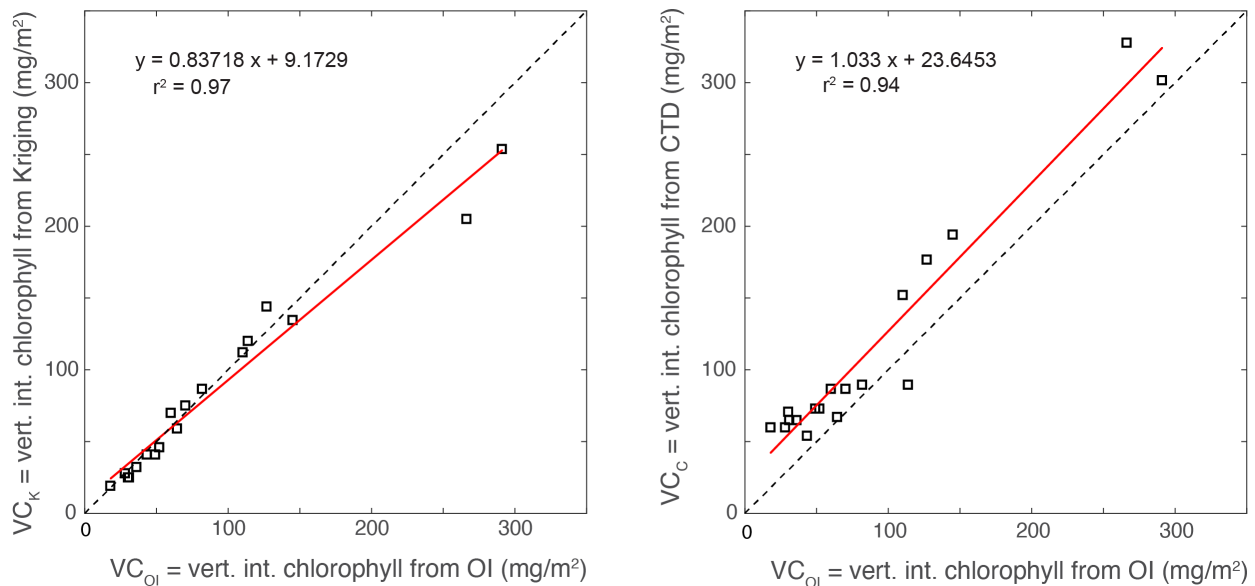 y = 0.83718 x + 9.1729
r² = 0.97
300
200
100
0
0
100
200
300
VC_K = vert. int. chlorophyll from Kriging (mg/m²)
VC_OI = vert. int. chlorophyll from OI (mg/m²)
y = 1.033 x + 23.6453
r² = 0.94
300
200
100
0
0
100
200
300
VC_C = vert. int. chlorophyll from CTD (mg/m²)
VC_OI = vert. int. chlorophyll from OI (mg/m²)